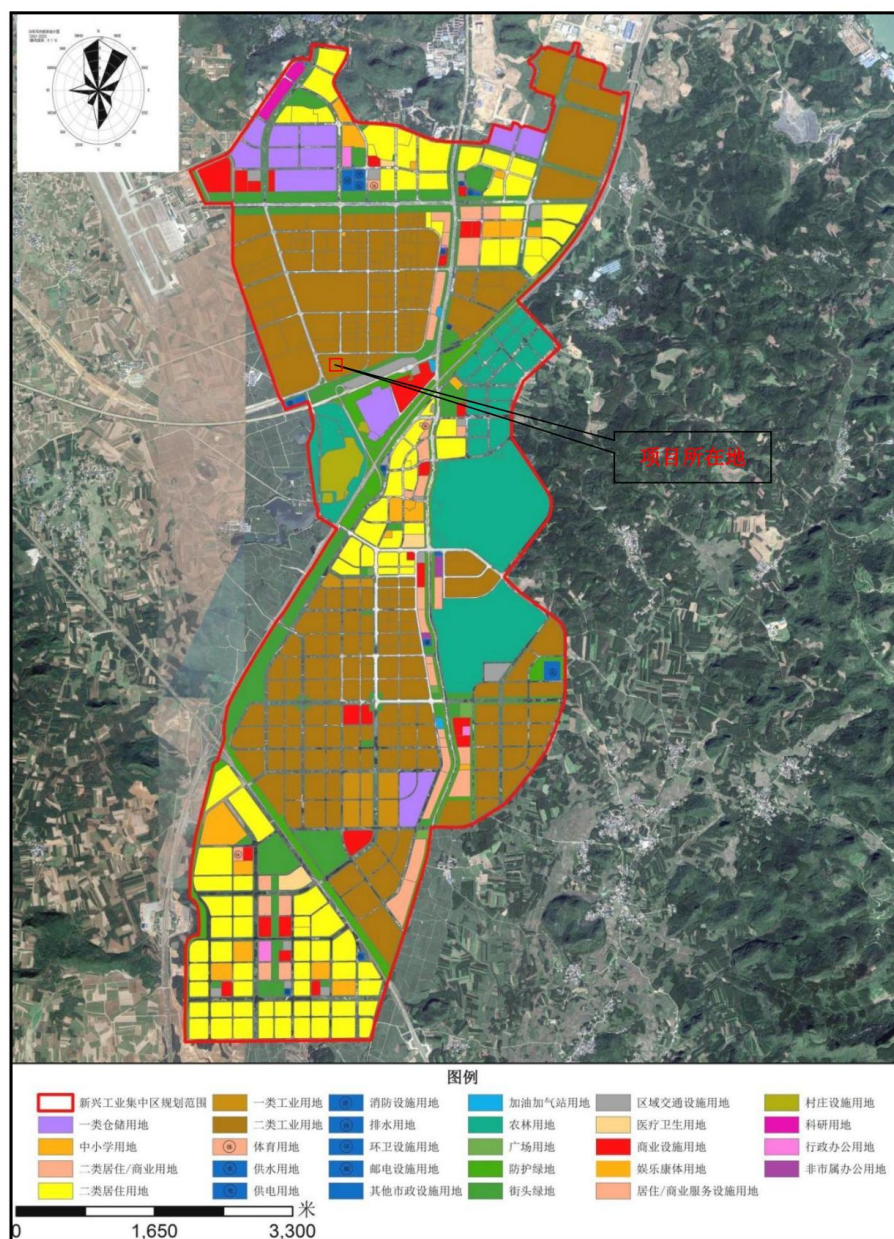 项目所在地
图例
新兴工业集中区规划范围
一类工业用地
消防设施用地
加油加气站用地
区域交通设施用地
村庄设施用地
一类仓储用地
二类工业用地
排水用地
农林用地
医疗卫生用地
科研用地
中小学用地
体育用地
环卫设施用地
广场用地
商业设施用地
行政办公用地
二类居住/商业用地
供水用地
邮电设施用地
防护绿地
娱乐康体用地
非市属办公用地
二类居住用地
供电用地
其他市政设施用地
街头绿地
居住/商业服务设施用地
米
0 1,650 3,300